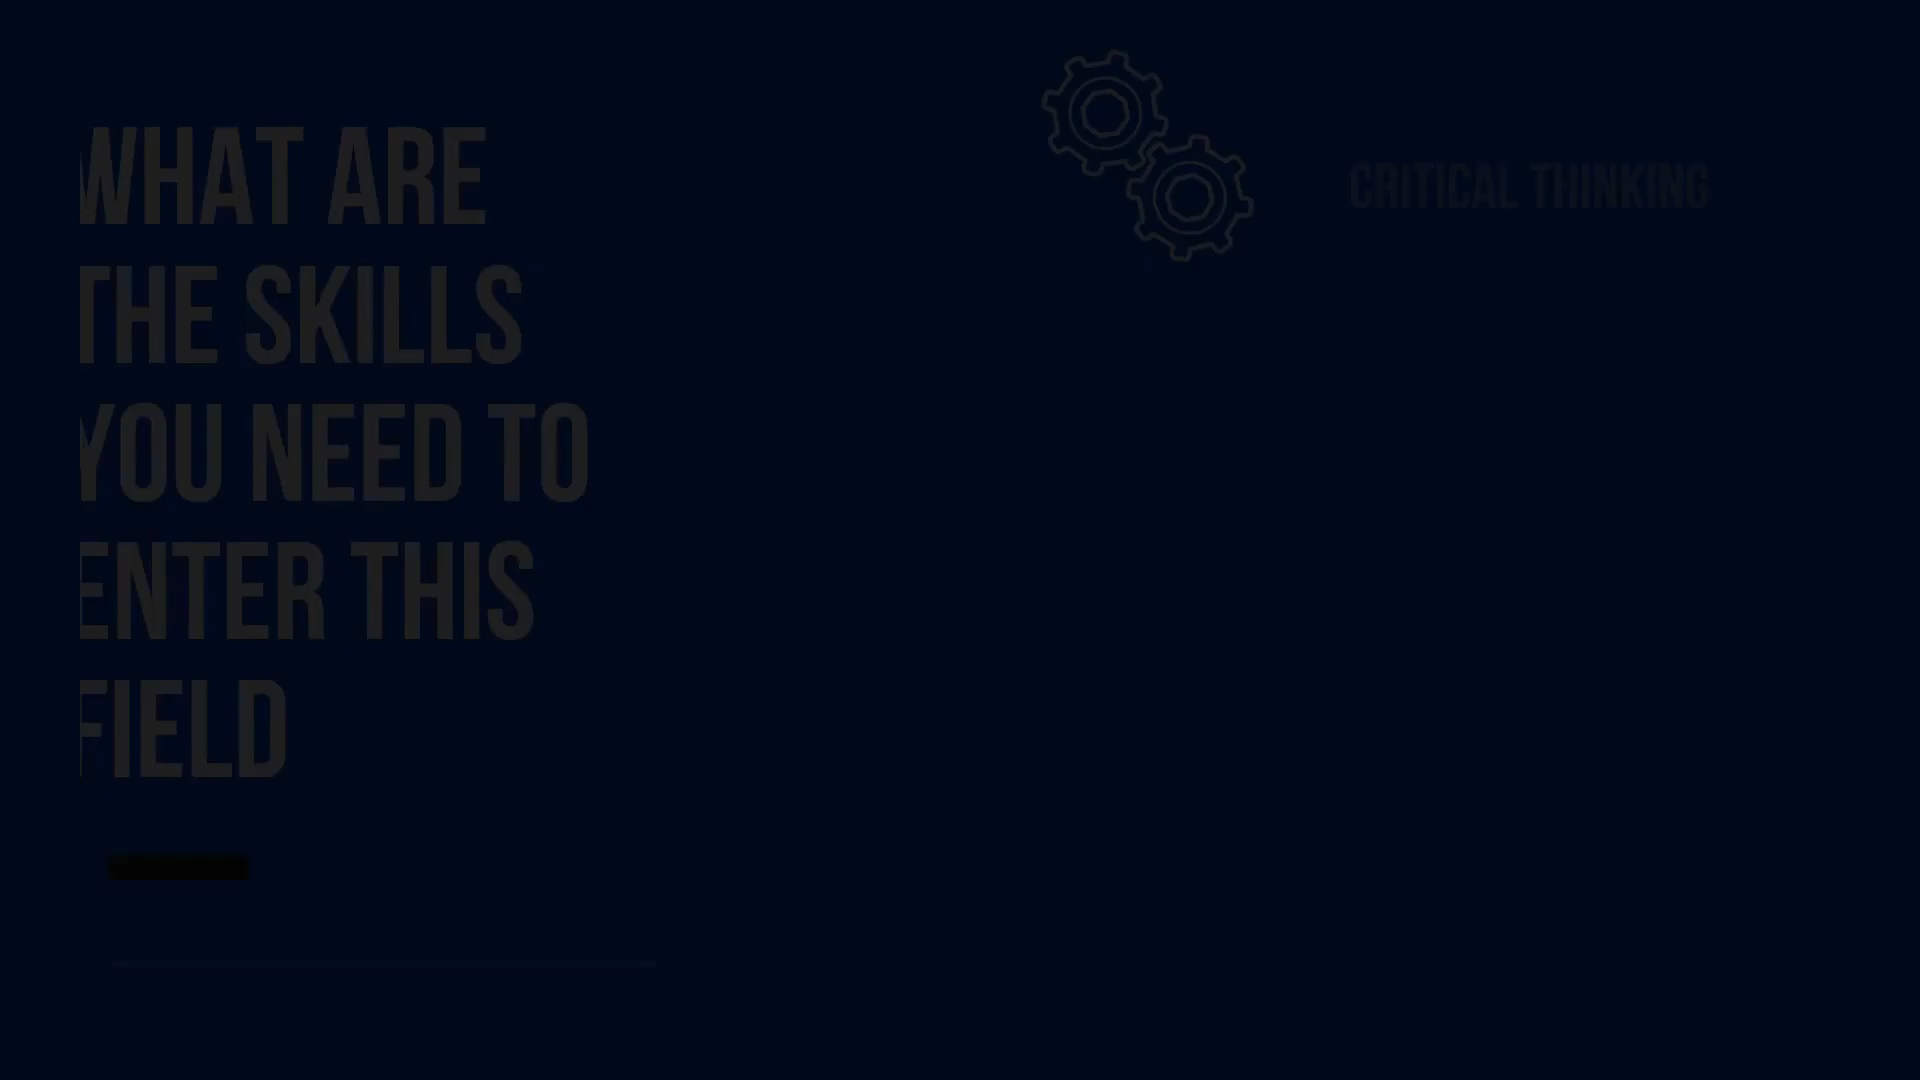 WHAT ARE
THE SKILLS
YOU NEED TO
ENTER THIS
FIELD
CRITICAL THINKING